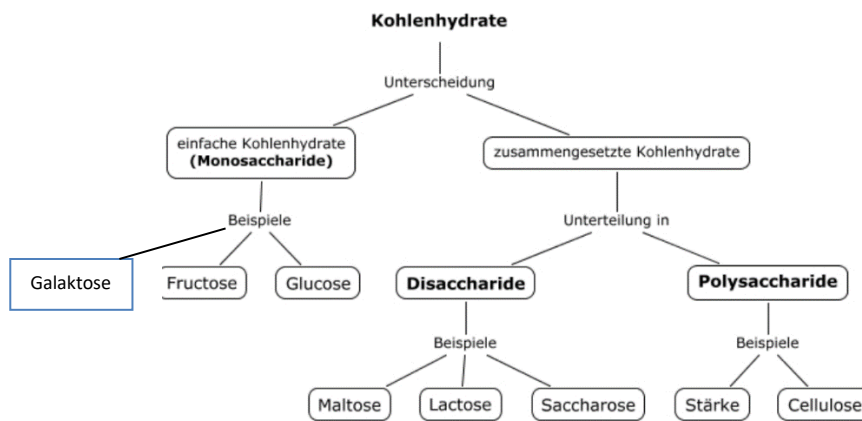 Kohlenhydrate
Unterscheidung
einfache Kohlenhydrate
(Monosaccharide)
zusammengesetzte Kohlenhydrate
Beispiele
Unterteilung in
Galaktose
Fructose
Glucose
Disaccharide
Polysaccharide
Beispiele
Beispiele
Maltose
Lactose
Saccharose
Stärke
Cellulose